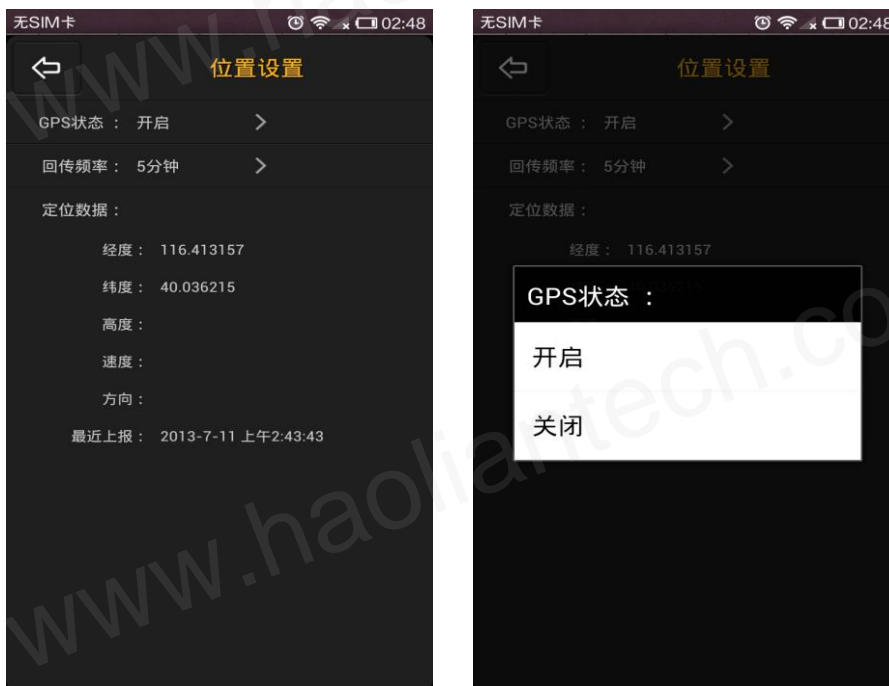 无SIM卡 02:48
位置设置
GPS状态 : 开启
回传频率 : 5分钟
定位数据 :
经度 : 116.413157
纬度 : 40.036215
高度 :
速度 :
方向 :
最近上报 : 2013-7-11 上午2:43:43
无SIM卡 02:48
位置设置
GPS状态 : 开启
回传频率 : 5分钟
定位数据 :
经度 : 116.413157
GPS状态 :
开启
关闭
www.haoliantech.co